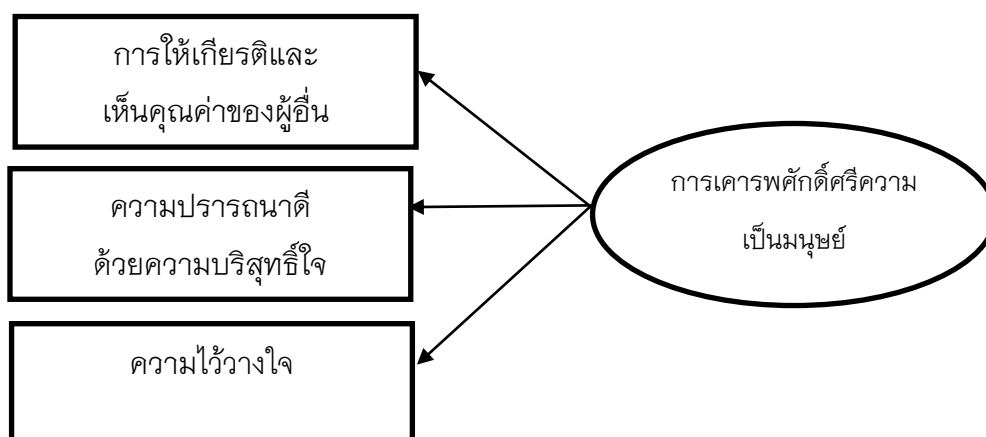 การให้เกียรติและ
เห็นคุณค่าของผู้อื่น
ความปรารถนาดี
ด้วยความบริสุทธิ์ใจ
ความไว้วางใจ
การเคารพศักดิ์ศรีความ
เป็นมนุษย์